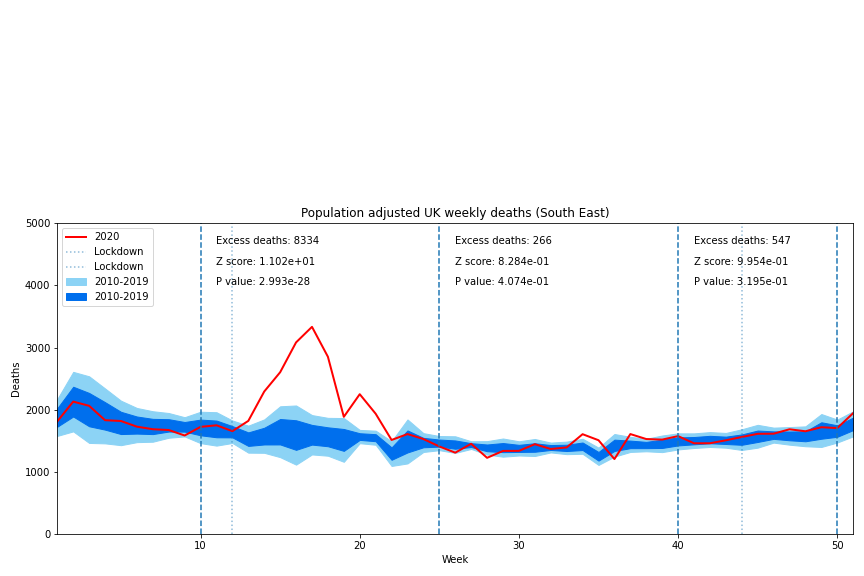 Population adjusted UK weekly deaths (South East)
5000
4000
3000
2000
1000
0
Deaths
2020
Lockdown
Lockdown
2010-2019
2010-2019
Excess deaths: 8334
Z score: 1.102e+01
P value: 2.993e-28
Excess deaths: 266
Z score: 8.284e-01
P value: 4.074e-01
Excess deaths: 547
Z score: 9.954e-01
P value: 3.195e-01
10
20
30
40
50
Week